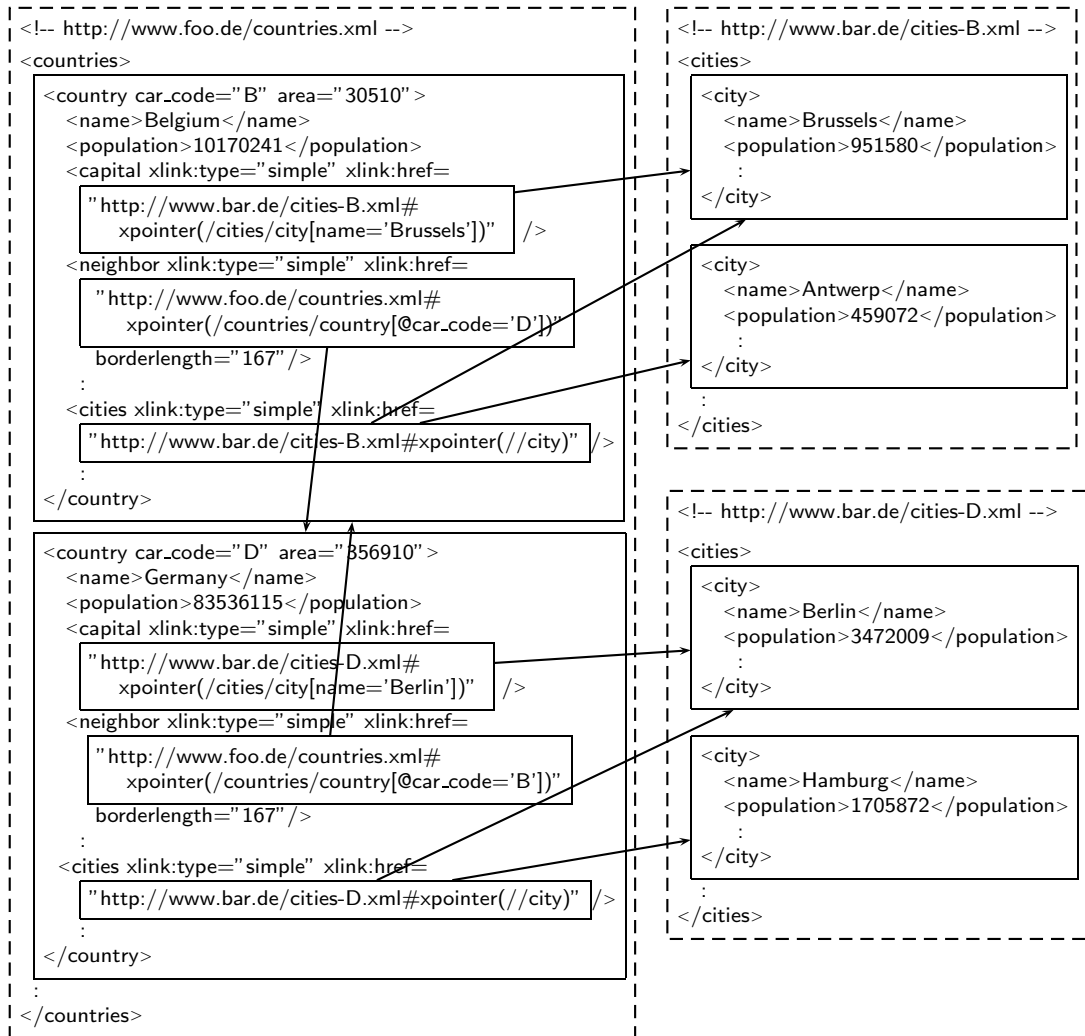 <!-- http://www.foo.de/countries.xml -->
<countries>
<country car_code="B" area="30510">
<name>Belgium</name>
<population>10170241</population>
<capital xlink:type="simple" xlink:href=
"http://www.bar.de/cities-B.xml#
xpointer(/cities/city[name='Brussels'])" />
<neighbor xlink:type="simple" xlink:href=
"http://www.foo.de/countries.xml#
xpointer(/countries/country[@car_code='D'])"
borderlength="167"/>
:
<cities xlink:type="simple" xlink:href=
"http://www.bar.de/cities-B.xml#xpointer(//city)" />
:
</country>
<country car_code="D" area="356910">
<name>Germany</name>
<population>83536115</population>
<capital xlink:type="simple" xlink:href=
"http://www.bar.de/cities-D.xml#
xpointer(/cities/city[name='Berlin'])" />
<neighbor xlink:type="simple" xlink:href=
"http://www.foo.de/countries.xml#
xpointer(/countries/country[@car_code='B'])"
borderlength="167"/>
:
<cities xlink:type="simple" xlink:href=
"http://www.bar.de/cities-D.xml#xpointer(//city)" />
:
</country>
:
</countries>
<!-- http://www.bar.de/cities-B.xml -->
<cities>
<city>
<name>Brussels</name>
<population>951580</population>
:
</city>
<city>
<name>Antwerp</name>
<population>459072</population>
:
</city>
:
</cities>
<!-- http://www.bar.de/cities-D.xml -->
<cities>
<city>
<name>Berlin</name>
<population>3472009</population>
:
</city>
<city>
<name>Hamburg</name>
<population>1705872</population>
:
</city>
:
</cities>